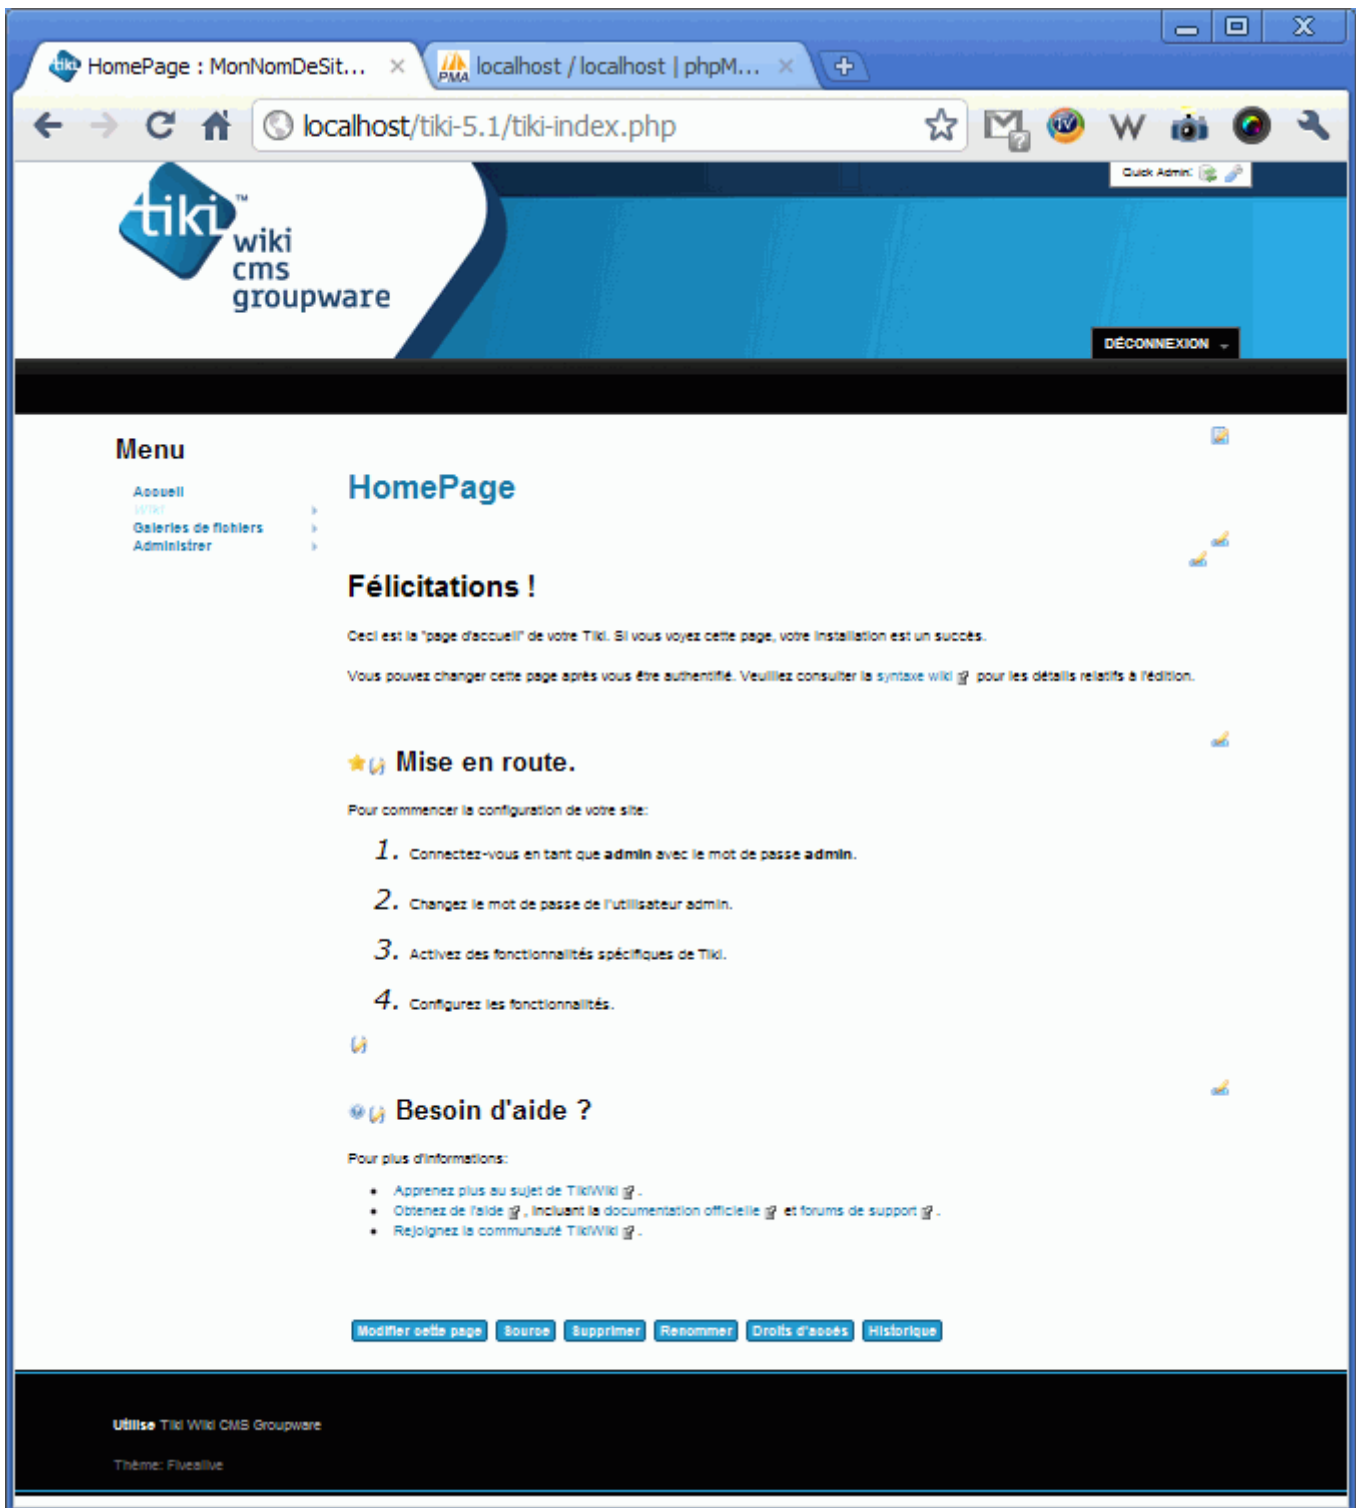 HomePage : MonNomDeSit...
localhost / localhost | phpM...
localhost/tiki-5.1/tiki-index.php
Quick Admin:
tiki™
wiki
cms
groupware
DÉCONNEXION
Menu
Accueil
Wiki
Galeries de fichiers
Administrer
HomePage
Félicitations !
Ceci est la "page d'accueil" de votre Tiki. Si vous voyez cette page, votre installation est un succès.
Vous pouvez changer cette page après vous être authentifié. Veuillez consulter la syntaxe wiki pour les détails relatifs à l'édition.
Mise en route.
Pour commencer la configuration de votre site:
1. Connectez-vous en tant que admin avec le mot de passe admin.
2. Changez le mot de passe de l'utilisateur admin.
3. Activez des fonctionnalités spécifiques de Tiki.
4. Configurez les fonctionnalités.
Besoin d'aide ?
Pour plus d'informations:
• Apprenez plus au sujet de TikiWiki .
• Obtenez de l'aide , incluant la documentation officielle et forums de support .
• Rejoignez la communauté TikiWiki .
Modifier cette page Source Supprimer Renommer Droits d'accès Historique
Utilise Tiki Wiki CMS Groupware
Thème: Fivealive